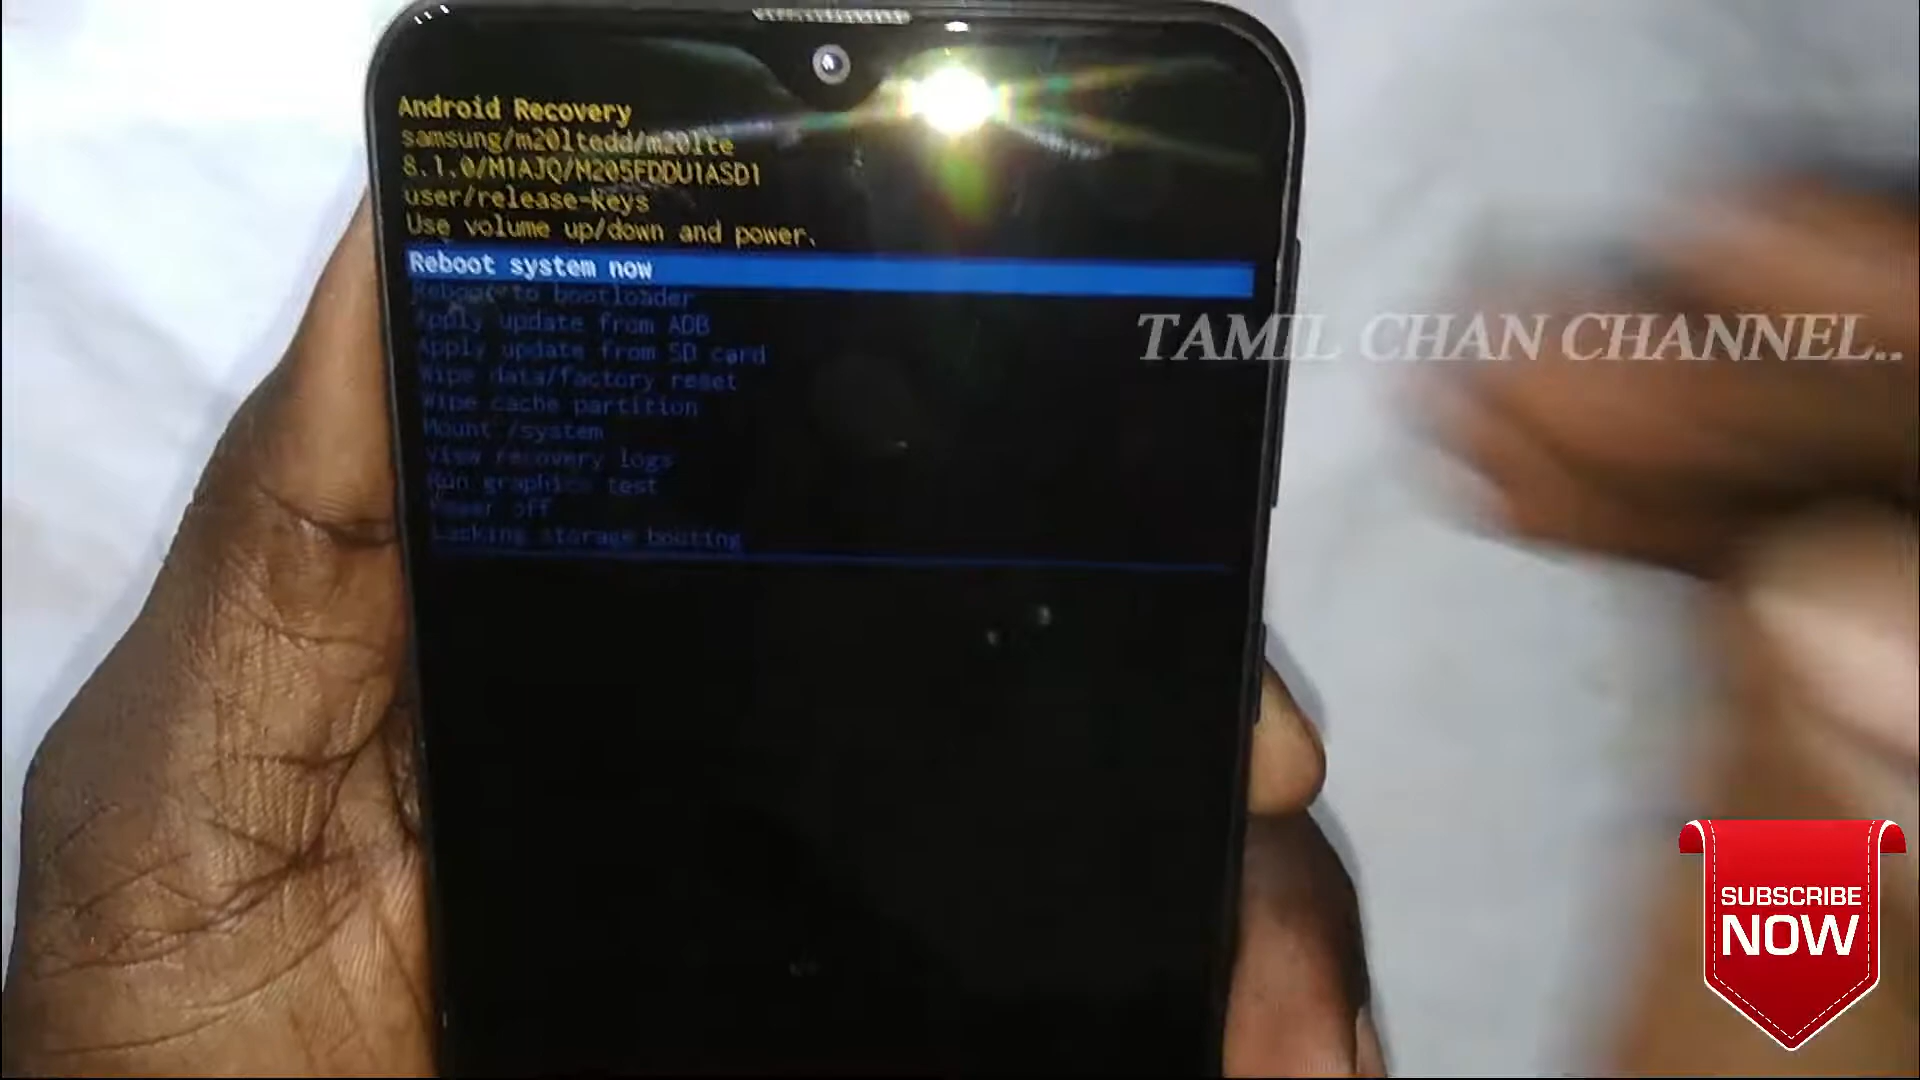 Android Recovery
samsung/m20ltedd/m20lte
8.1.0/M1AJQ/M205FDDU1ASD1
user/release-keys
Use volume up/down and power.
Reboot system now
Reboot to bootloader
Apply update from ADB
Apply update from SD card
Wipe data/factory reset
Wipe cache partition
Mount /system
View recovery logs
Run graphics test
Power off
Lacking storage booting
TAMIL CHAN CHANNEL..
SUBSCRIBE
NOW